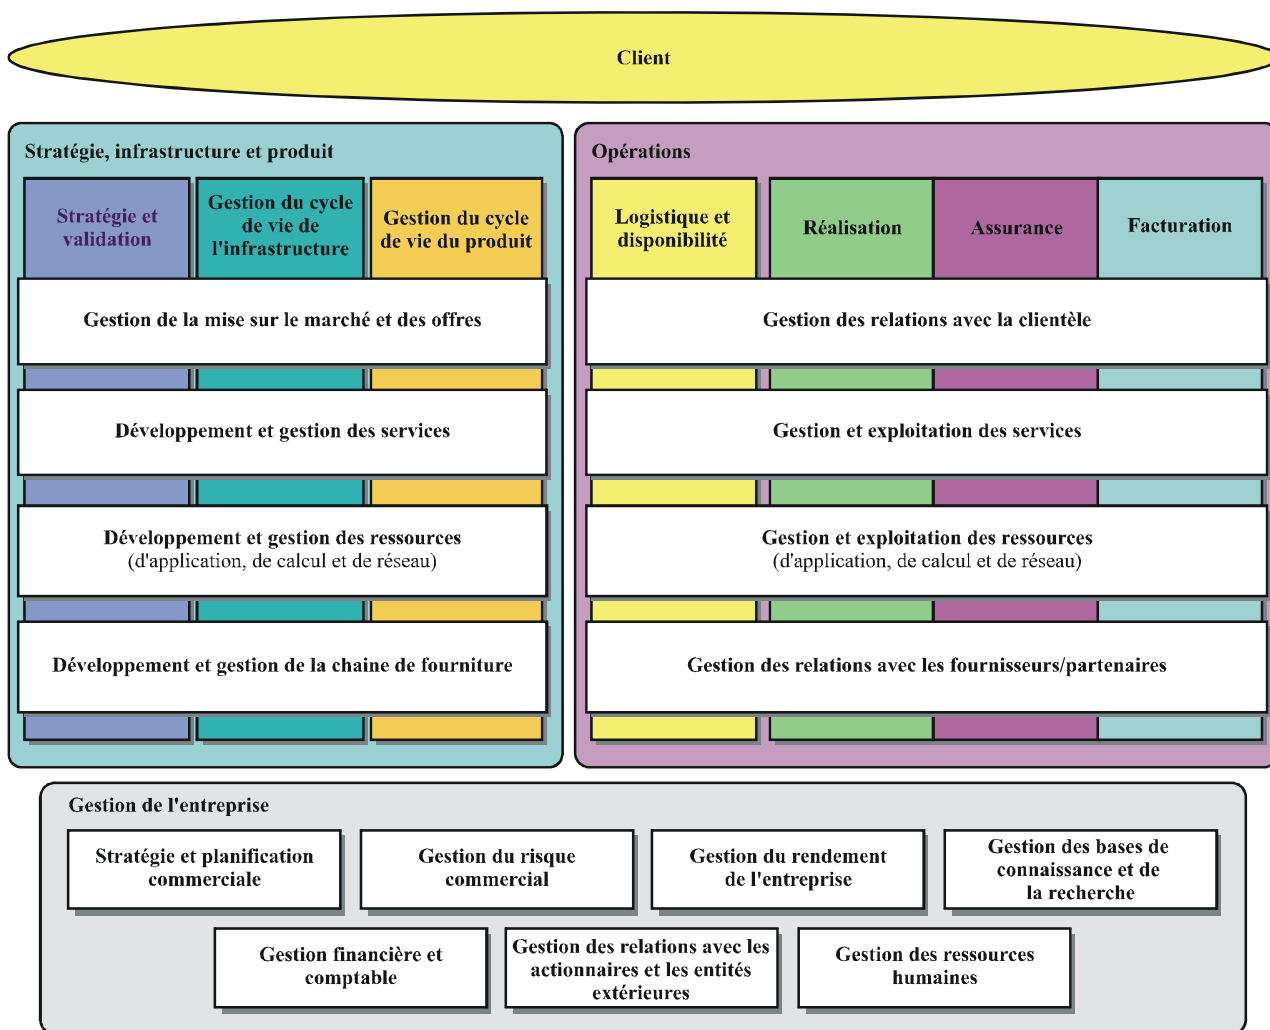 Client
Stratégie, infrastructure et produit
Stratégie et
validation
Gestion du cycle
de vie de
l'infrastructure
Gestion du cycle
de vie du produit
Gestion de la mise sur le marché et des offres
Développement et gestion des services
Développement et gestion des ressources
(d'application, de calcul et de réseau)
Développement et gestion de la chaine de fourniture
Opérations
Logistique et
disponibilité
Réalisation
Assurance
Facturation
Gestion des relations avec la clientèle
Gestion et exploitation des services
Gestion et exploitation des ressources
(d'application, de calcul et de réseau)
Gestion des relations avec les fournisseurs/partenaires
Gestion de l'entreprise
Stratégie et planification
commerciale
Gestion du risque
commercial
Gestion du rendement
de l'entreprise
Gestion des bases de
connaissance et de
la recherche
Gestion financière et
comptable
Gestion des relations avec les
actionnaires et les entités
extérieures
Gestion des ressources
humaines